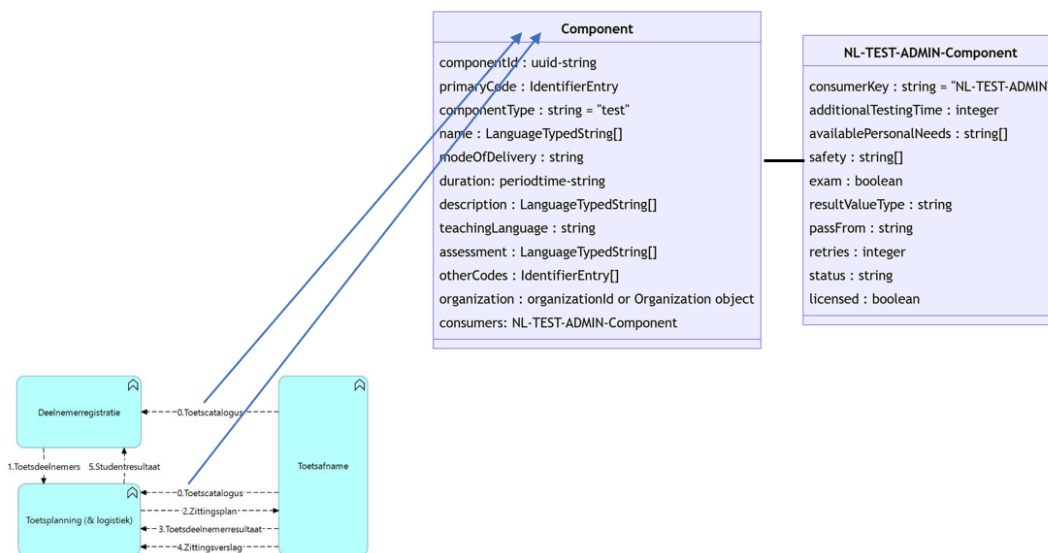 Component
componentId : uuid-string
primaryCode : IdentifierEntry
componentType : string = "test"
name : LanguageTypedString[]
modeOfDelivery : string
duration: periodtime-string
description : LanguageTypedString[]
teachingLanguage : string
assessment : LanguageTypedString[]
otherCodes : IdentifierEntry[]
organization : organizationId or Organization object
consumers: NL-TEST-ADMIN-Component
NL-TEST-ADMIN-Component
consumerKey : string = "NL-TEST-ADMIN"
additionalTestingTime : integer
availablePersonalNeeds : string[]
safety : string[]
exam : boolean
resultValueType : string
passFrom : string
retries : integer
status : string
licensed : boolean
Deelnemerregistratie
0.Toetscatalogus
Toetsafname
1.Toetsdeelnemers
5.Studentresultaat
Toetsplanning (& logistiek)
0.Toetscatalogus
2.Zittingsplan
3.Toetsdeelnemerresultaat
4.Zittingsverslag